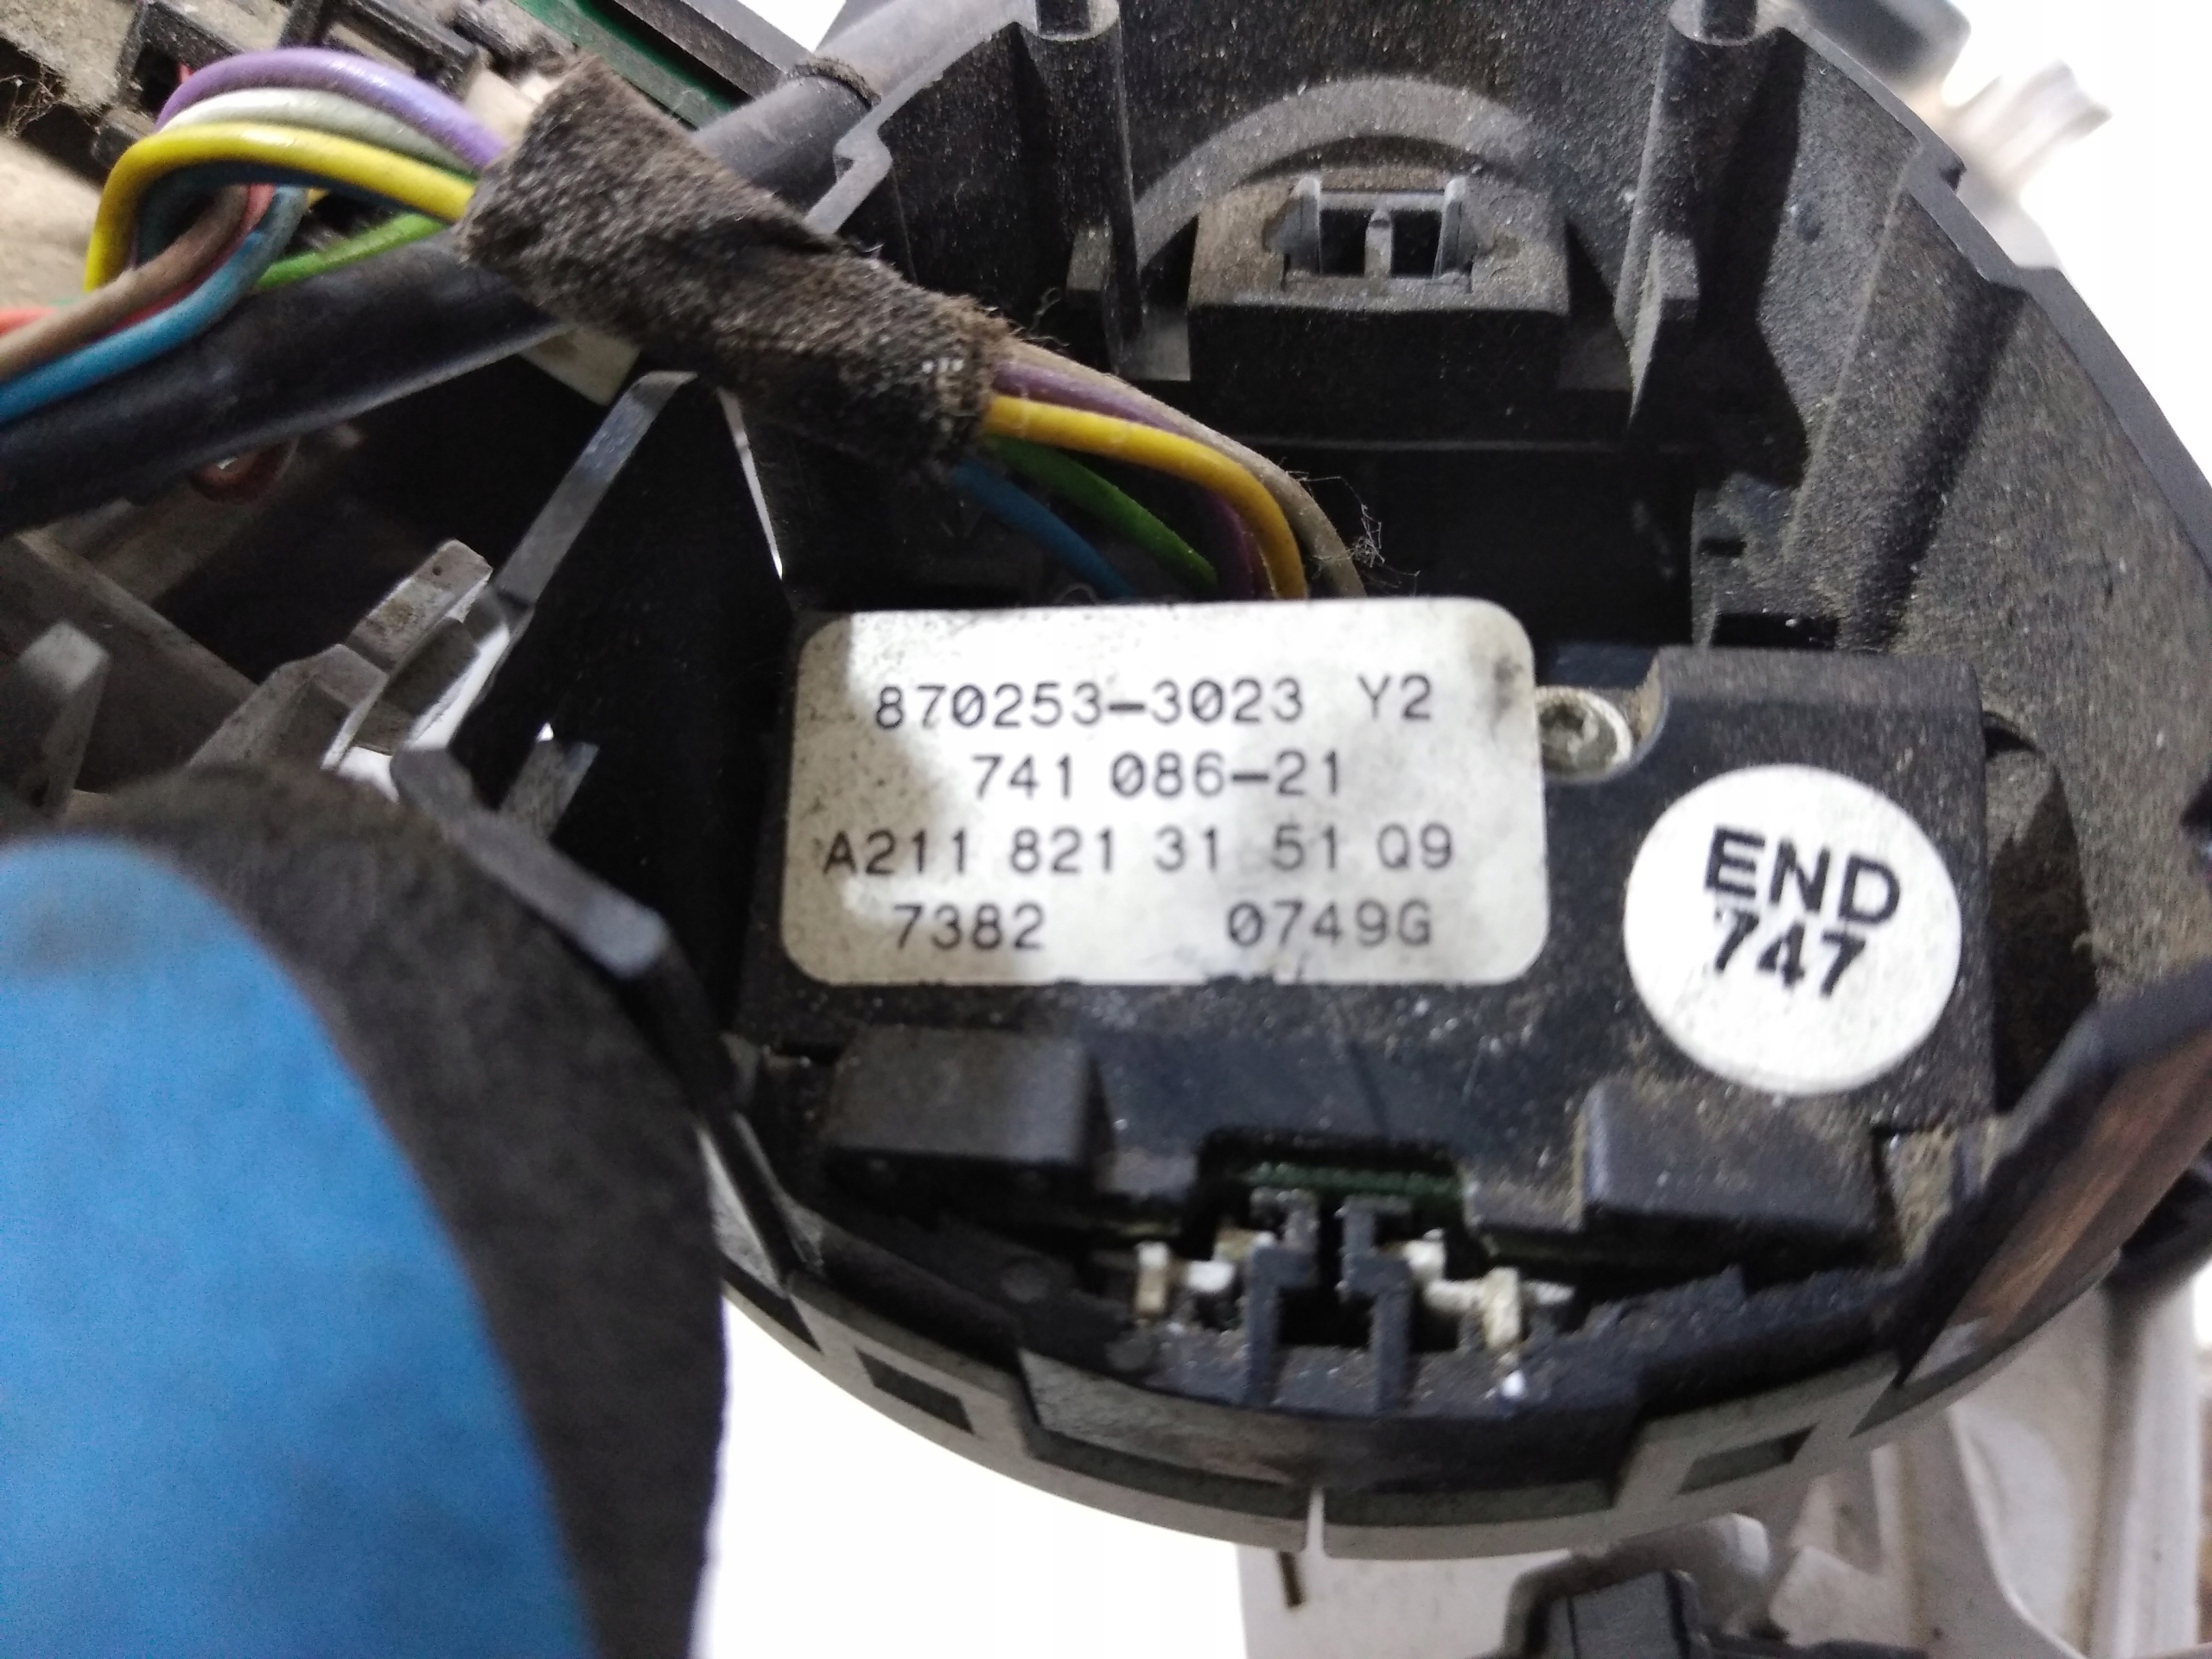 870253-3023 Y2
741 086-21
A211 821 31 51 Q9
7382 0749G
END
747